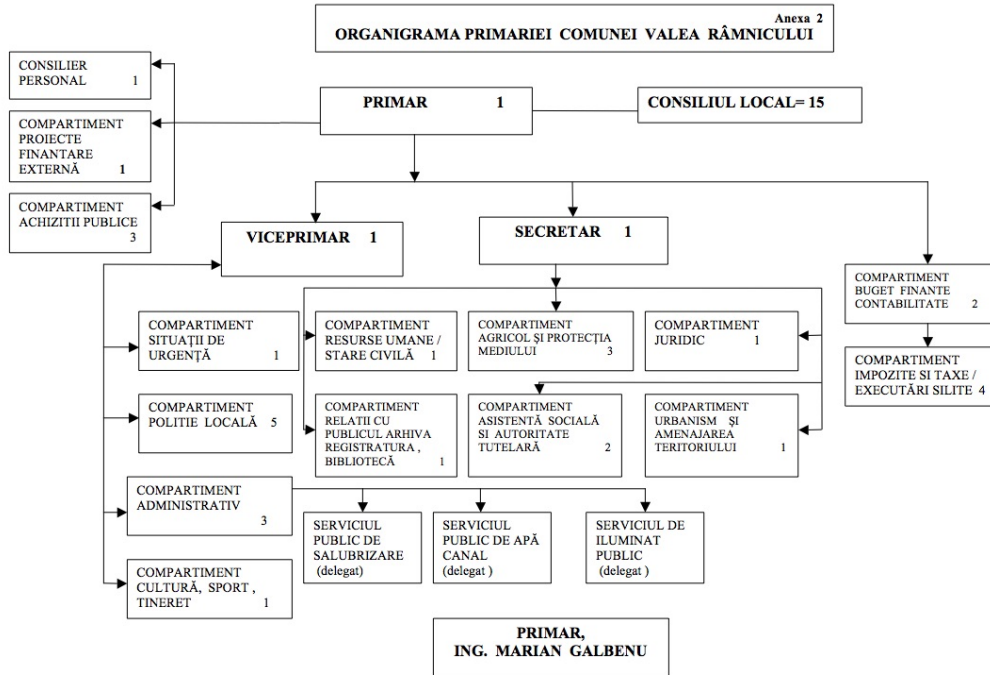 Anexa 2
ORGANIGRAMA PRIMARIEI COMUNEI VALEA RÂMNICULUI
CONSILIER
PERSONAL 1
PRIMAR 1
CONSILIUL LOCAL= 15
COMPARTIMENT
PROIECTE
FINANTARE
EXTERNĂ 1
COMPARTIMENT
ACHIZITII PUBLICE
3
VICEPRIMAR 1
SECRETAR 1
COMPARTIMENT
BUGET FINANTE
CONTABILITATE 2
COMPARTIMENT
SITUAȚII DE
URGENȚĂ 1
COMPARTIMENT
RESURSE UMANE /
STARE CIVILĂ 1
COMPARTIMENT
AGRICOL ŞI PROTECȚIA
MEDIULUI 3
COMPARTIMENT
JURIDIC 1
COMPARTIMENT
IMPOZITE SI TAXE /
EXECUTĂRI SILITE 4
COMPARTIMENT
POLITIE LOCALĂ 5
COMPARTIMENT
RELATII CU
PUBLICUL ARHIVA
REGISTRATURA ,
BIBLIOTECĂ 1
COMPARTIMENT
ASISTENTĂ SOCIALĂ
SI AUTORITATE
TUTELARĂ 2
COMPARTIMENT
URBANISM ŞI
AMENAJAREA
TERITORIULUI 1
COMPARTIMENT
ADMINISTRATIV
3
SERVICIUL
PUBLIC DE
SALUBRIZARE
(delegat)
SERVICIUL
PUBLIC DE APĂ
CANAL
(delegat )
SERVICIUL DE
ILUMINAT
PUBLIC
(delegat )
COMPARTIMENT
CULTURĂ, SPORT ,
TINERET 1
PRIMAR,
ING. MARIAN GALBENU